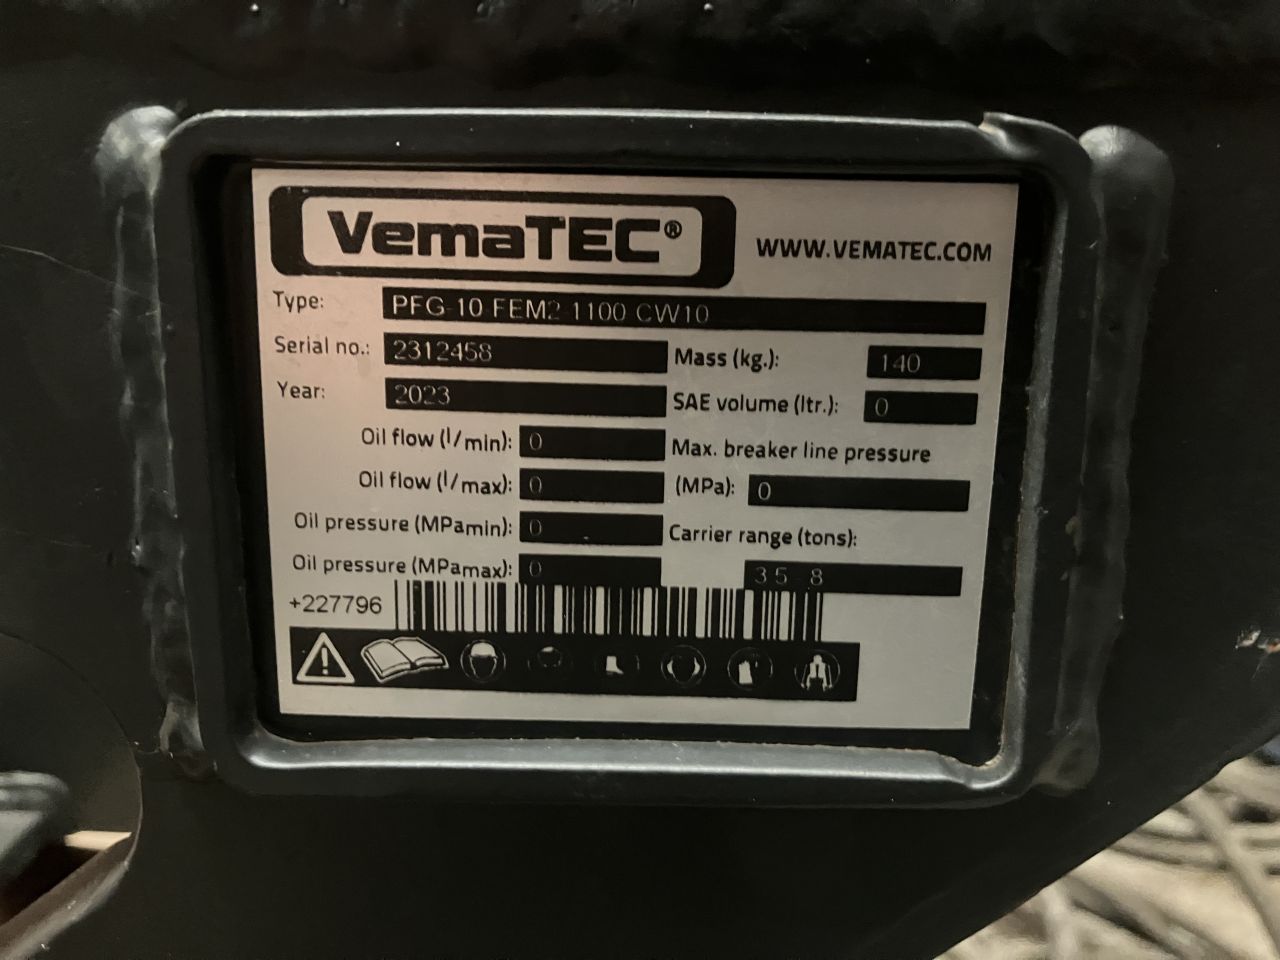 VemaTEC®
WWW.VEMATEC.COM
Type: PFG-10 FEM2 1100 CW10
Serial no.: 2312458
Mass (kg.): 140
Year: 2023
SAE volume (ltr.): 0
Oil flow (l/min): 0
Max. breaker line pressure
Oil flow (l/max): 0
(MPa): 0
Oil pressure (MPamin): 0
Carrier range (tons):
Oil pressure (MPamax): 0
3 5 8
+227796